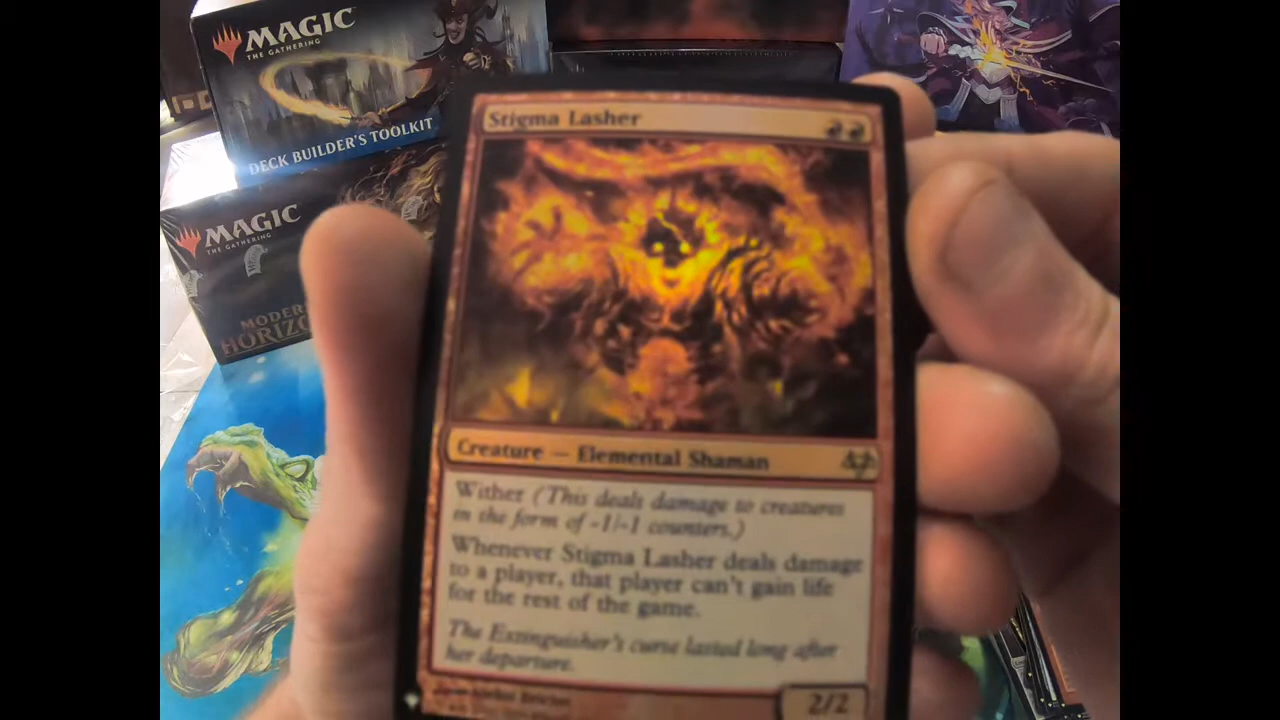 MAGIC
THE GATHERING
DECK BUILDER'S TOOLKIT
MAGIC
THE GATHERING
MODERN
HORIZO
Stigma Lasher
Creature — Elemental Shaman
Wither (This deals damage to creatures
in the form of -1/-1 counters.)
Whenever Stigma Lasher deals damage
to a player, that player can't gain life
for the rest of the game.
The Extinguisher's curse lasted long after
her departure.
2/2